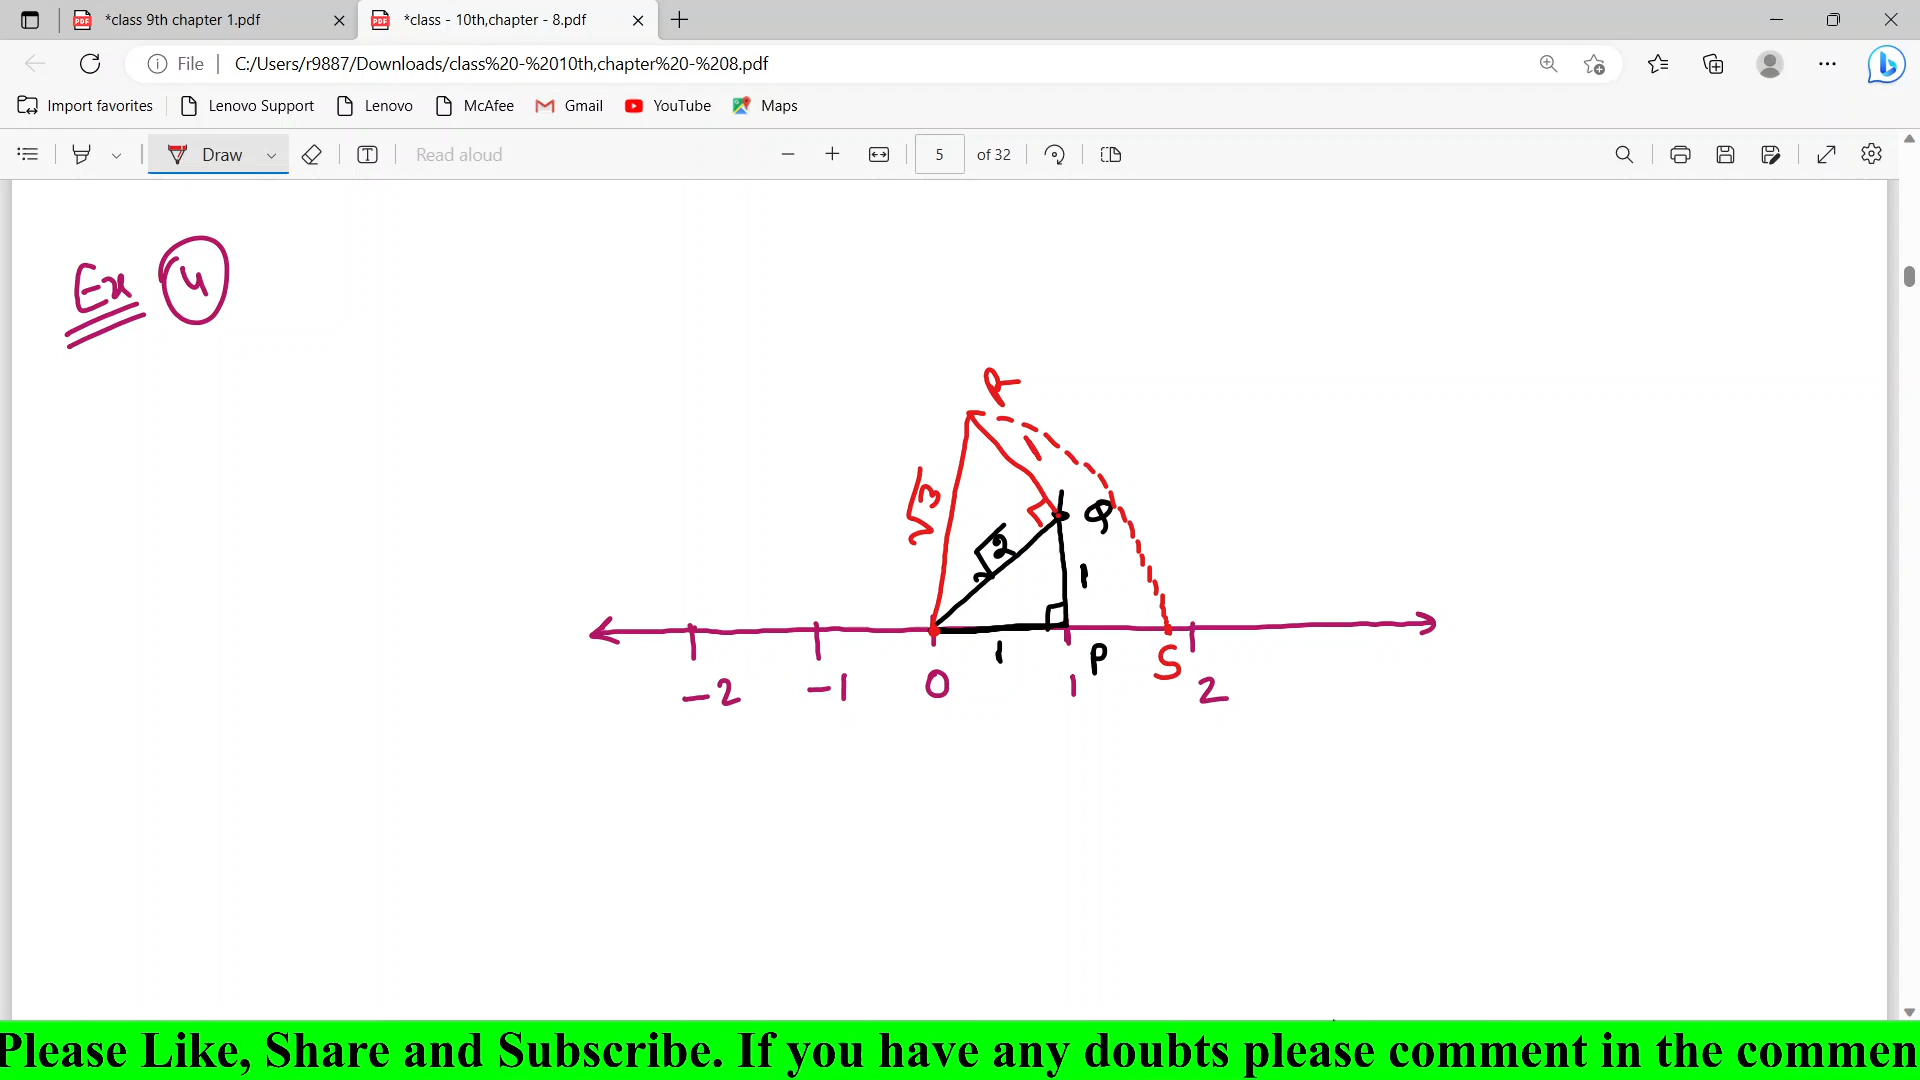 *class 9th chapter 1.pdf
*class - 10th,chapter - 8.pdf
File
C:/Users/r9887/Downloads/class%20-%2010th,chapter%20-%208.pdf
Import favorites
Lenovo Support
Lenovo
McAfee
Gmail
YouTube
Maps
Draw
Read aloud
5 of 32
Ex 4
R
1
√3
Q
√2
1
1
P
S
-2 -1 0 1 2
Please Like, Share and Subscribe. If you have any doubts please comment in the commen